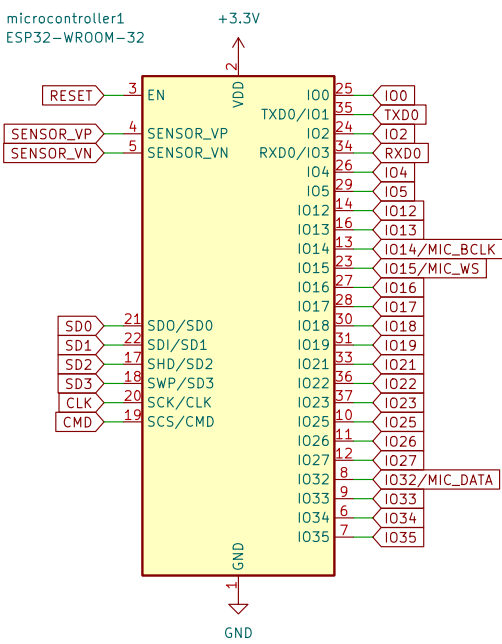 microcontroller1
ESP32-WROOM-32
+3.3V
2
VDD
RESET 3 EN
SENSOR_VP 4 SENSOR_VP
SENSOR_VN 5 SENSOR_VN
SD0 21 SDO/SD0
SD1 22 SDI/SD1
SD2 17 SHD/SD2
SD3 18 SWP/SD3
CLK 20 SCK/CLK
CMD 19 SCS/CMD
IO0 25 IO0
TXD0/IO1 35 TXD0
IO2 24 IO2
RXD0/IO3 34 RXD0
IO4 26 IO4
IO5 29 IO5
IO12 14 IO12
IO13 16 IO13
IO14 13 IO14/MIC_BCLK
IO15 23 IO15/MIC_WS
IO16 27 IO16
IO17 28 IO17
IO18 30 IO18
IO19 31 IO19
IO21 33 IO21
IO22 36 IO22
IO23 37 IO23
IO25 10 IO25
IO26 11 IO26
IO27 12 IO27
IO32 8 IO32/MIC_DATA
IO33 9 IO33
IO34 6 IO34
IO35 7 IO35
GND
1
GND